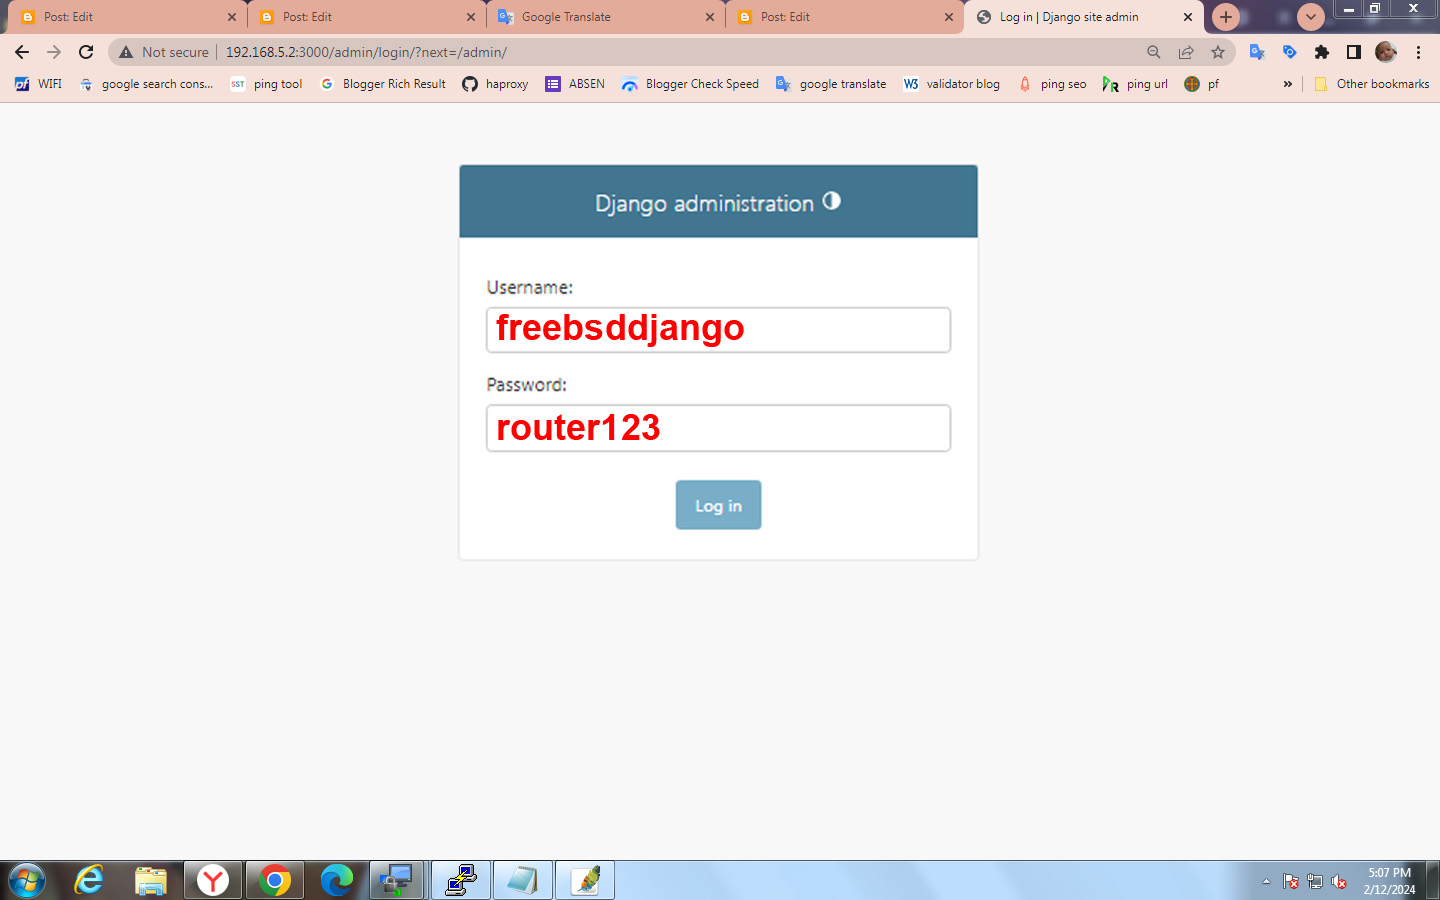 Post: Edit
Post: Edit
Google Translate
Post: Edit
Log in | Django site admin
Not secure
192.168.5.2:3000/admin/login/?next=/admin/
WIFI
google search cons...
SST
ping tool
Blogger Rich Result
haproxy
ABSEN
Blogger Check Speed
google translate
W3
validator blog
ping seo
ping url
pf
»
Other bookmarks
Django administration
Username:
freebsddjango
Password:
router123
Log in
5:07 PM
2/12/2024